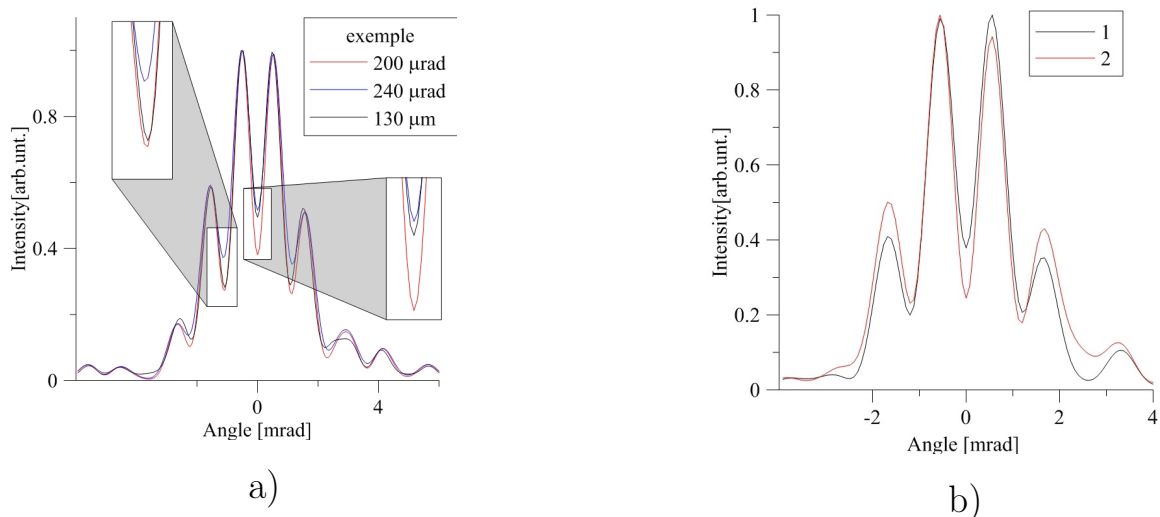 exemple
200 μrad
240 μrad
130 μm
Intensity[arb.unt.]
0.8
0.4
0
0
4
Angle [mrad]
a)
1
2
Intensity[arb.unt.]
1
0.8
0.6
0.4
0.2
0
-2
0
2
4
Angle [mrad]
b)